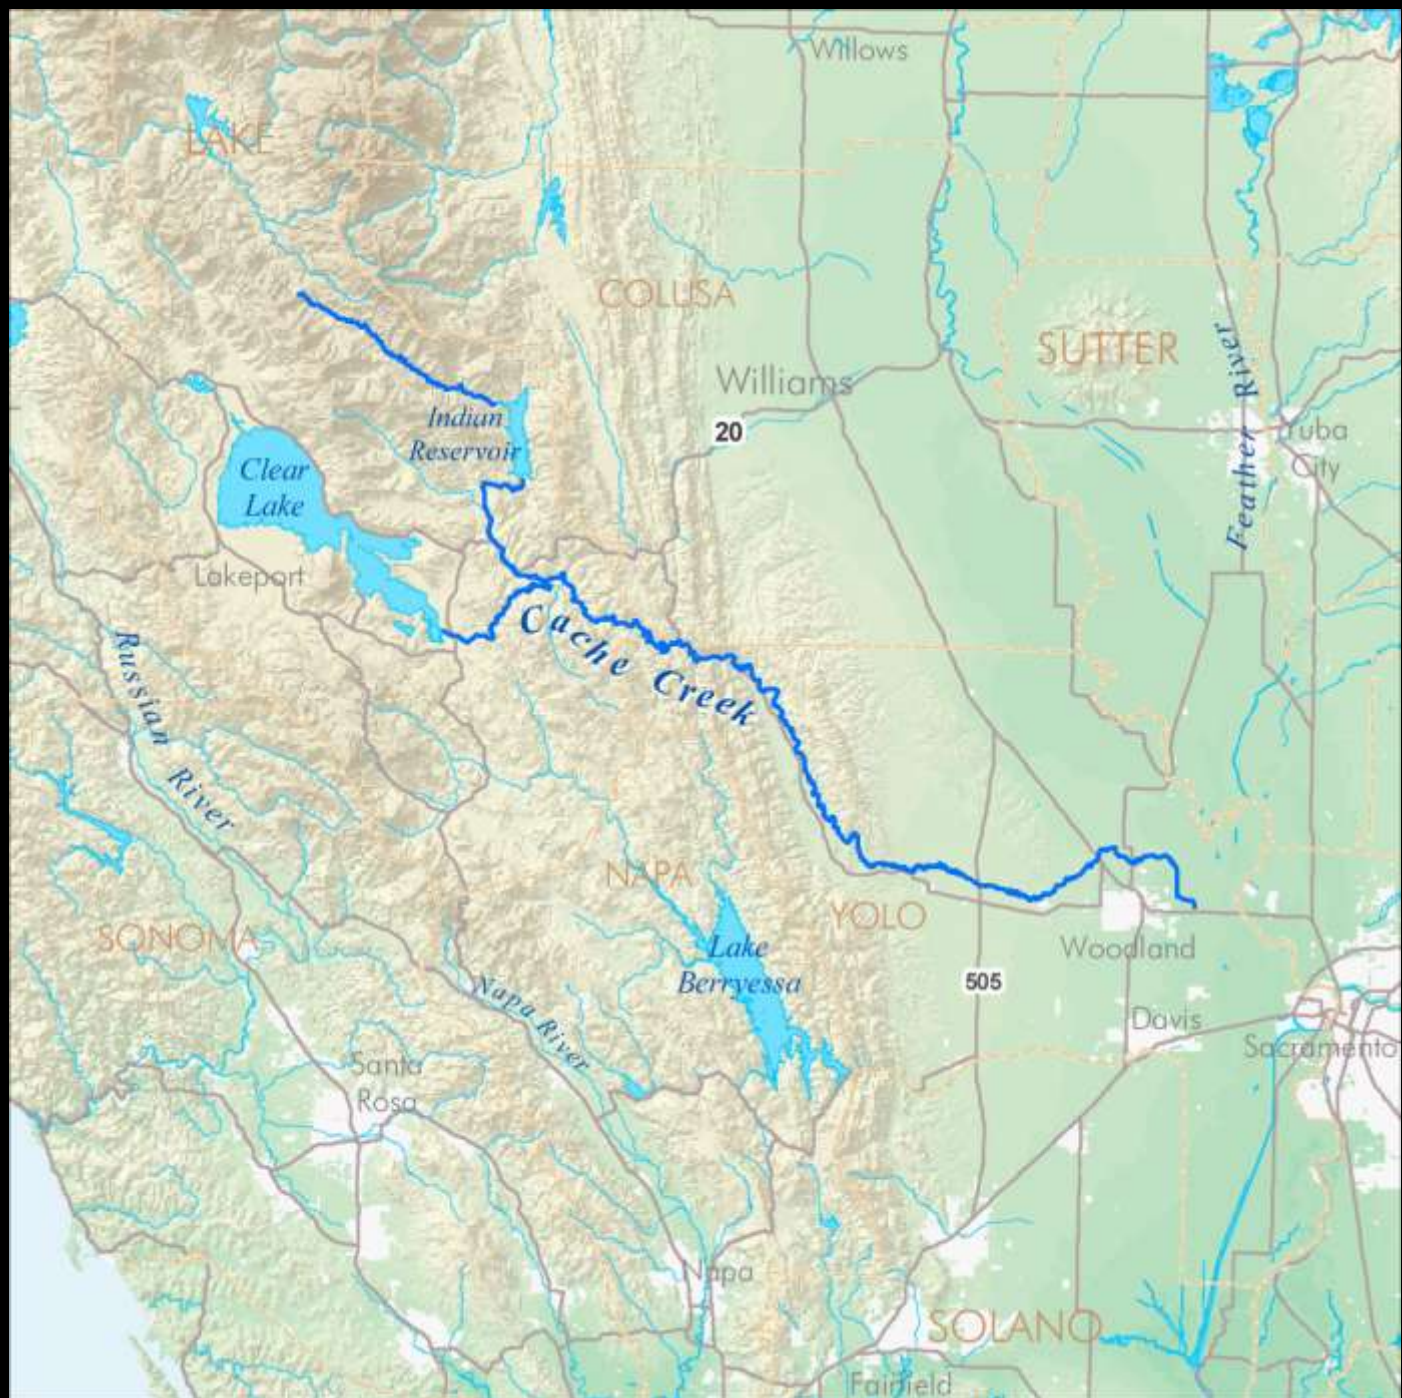 Willows
LAKE
COLUSA
SUTTER
Feather River
Williams
20
Indian
Reservoir
Yuba
City
Clear
Lake
Lakeport
Cache Creek
Russian
River
NAPA
YOLO
SONOMA
Woodland
Lake
Berryessa
505
Napa River
Davis
Sacramento
Santa
Rosa
Napa
SOLANO
Fairfield